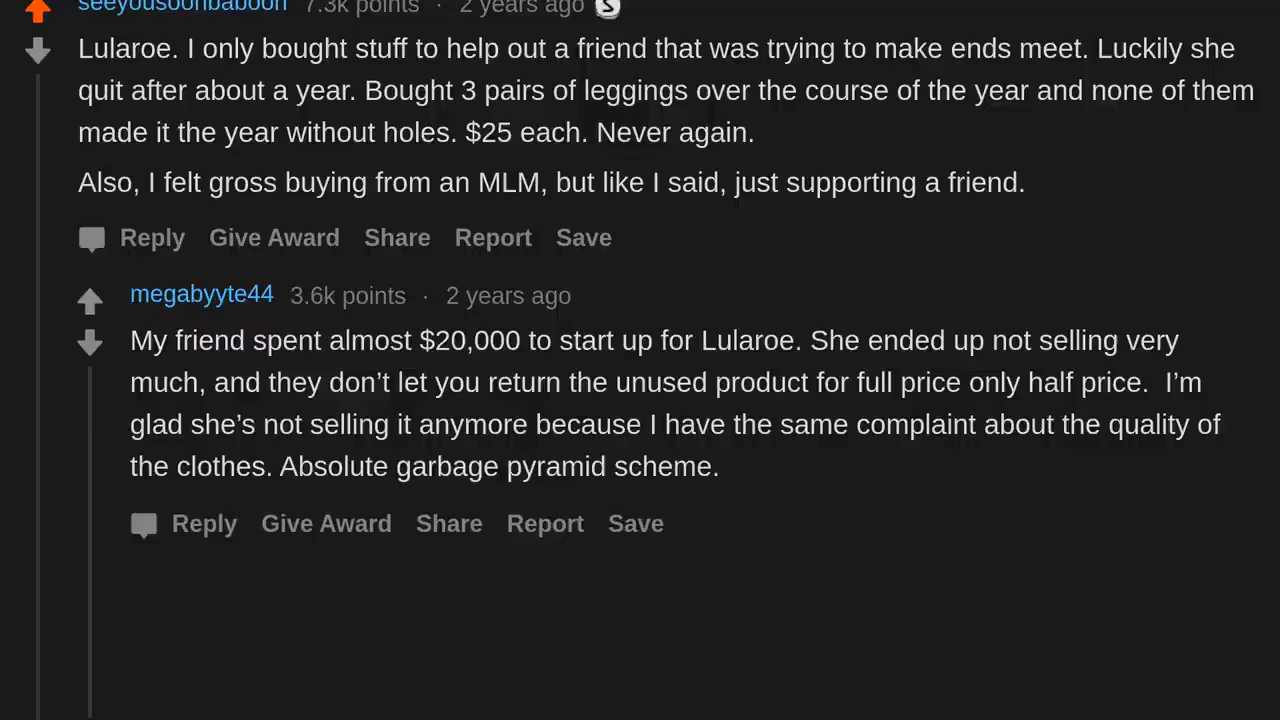 seeyousoonbaboon 7.3k points · 2 years ago S
Lularoe. I only bought stuff to help out a friend that was trying to make ends meet. Luckily she
quit after about a year. Bought 3 pairs of leggings over the course of the year and none of them
made it the year without holes. $25 each. Never again.
Also, I felt gross buying from an MLM, but like I said, just supporting a friend.
Reply Give Award Share Report Save
megabyyte44 3.6k points · 2 years ago
My friend spent almost $20,000 to start up for Lularoe. She ended up not selling very
much, and they don’t let you return the unused product for full price only half price.  I’m
glad she’s not selling it anymore because I have the same complaint about the quality of
the clothes. Absolute garbage pyramid scheme.
Reply Give Award Share Report Save